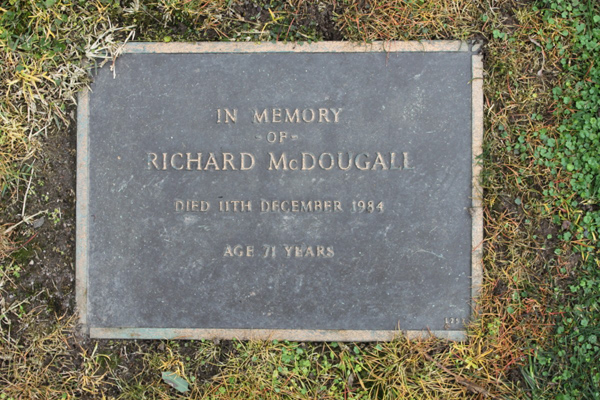 IN MEMORY
- OF -
RICHARD McDOUGALL
DIED 11TH DECEMBER 1984
AGE 71 YEARS